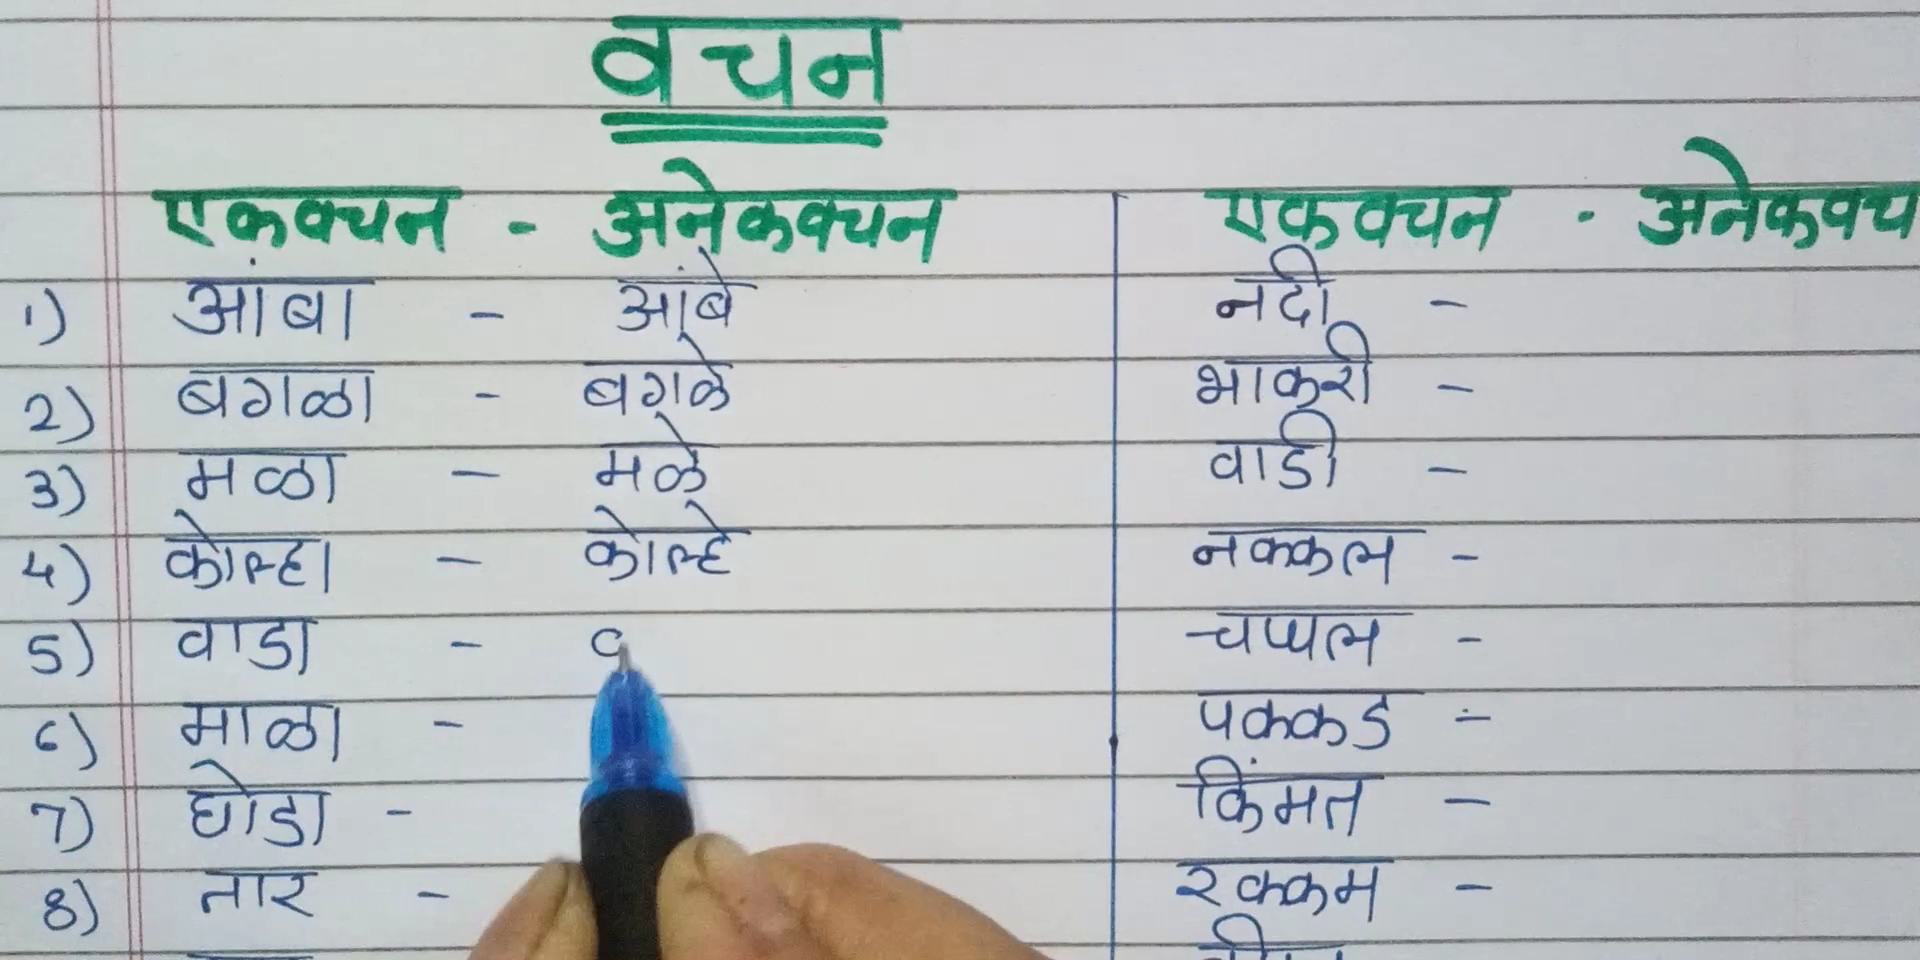 वचन
एकवचन - अनेकवचन
1) आंबा - आंबे
2) बगळा - बगळे
3) मळा - मळे
4) कोल्हा - कोल्हे
5) वाडा -
6) माळा -
7) घोडा -
8) तार -
एकवचन - अनेकवच
नदी -
भाकरी -
वाडी -
नक्कल -
चप्पल -
पक्कड -
किंमत -
रक्कम -